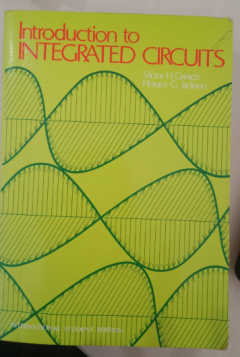 Introduction to
INTEGRATED CIRCUITS
Victor H. Grinich
Horace G. Jackson
INTERNATIONAL STUDENT EDITION